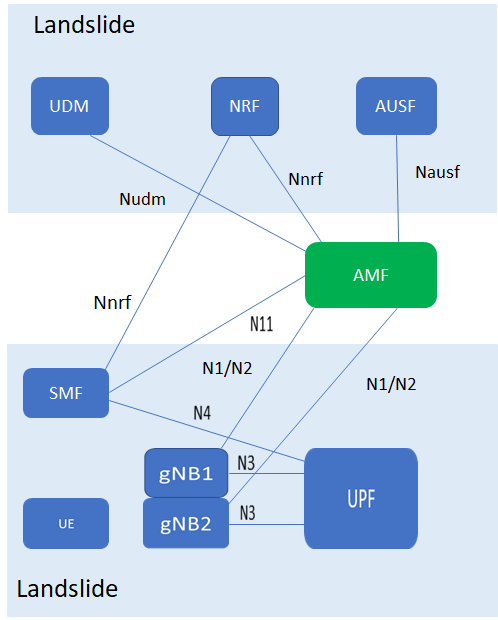 Landslide
UDM
NRF
AUSF
Nnrf
Nausf
Nudm
AMF
Nnrf
N11
N1/N2
N1/N2
SMF
N4
gNB1
N3
UPF
N3
gNB2
UE
Landslide